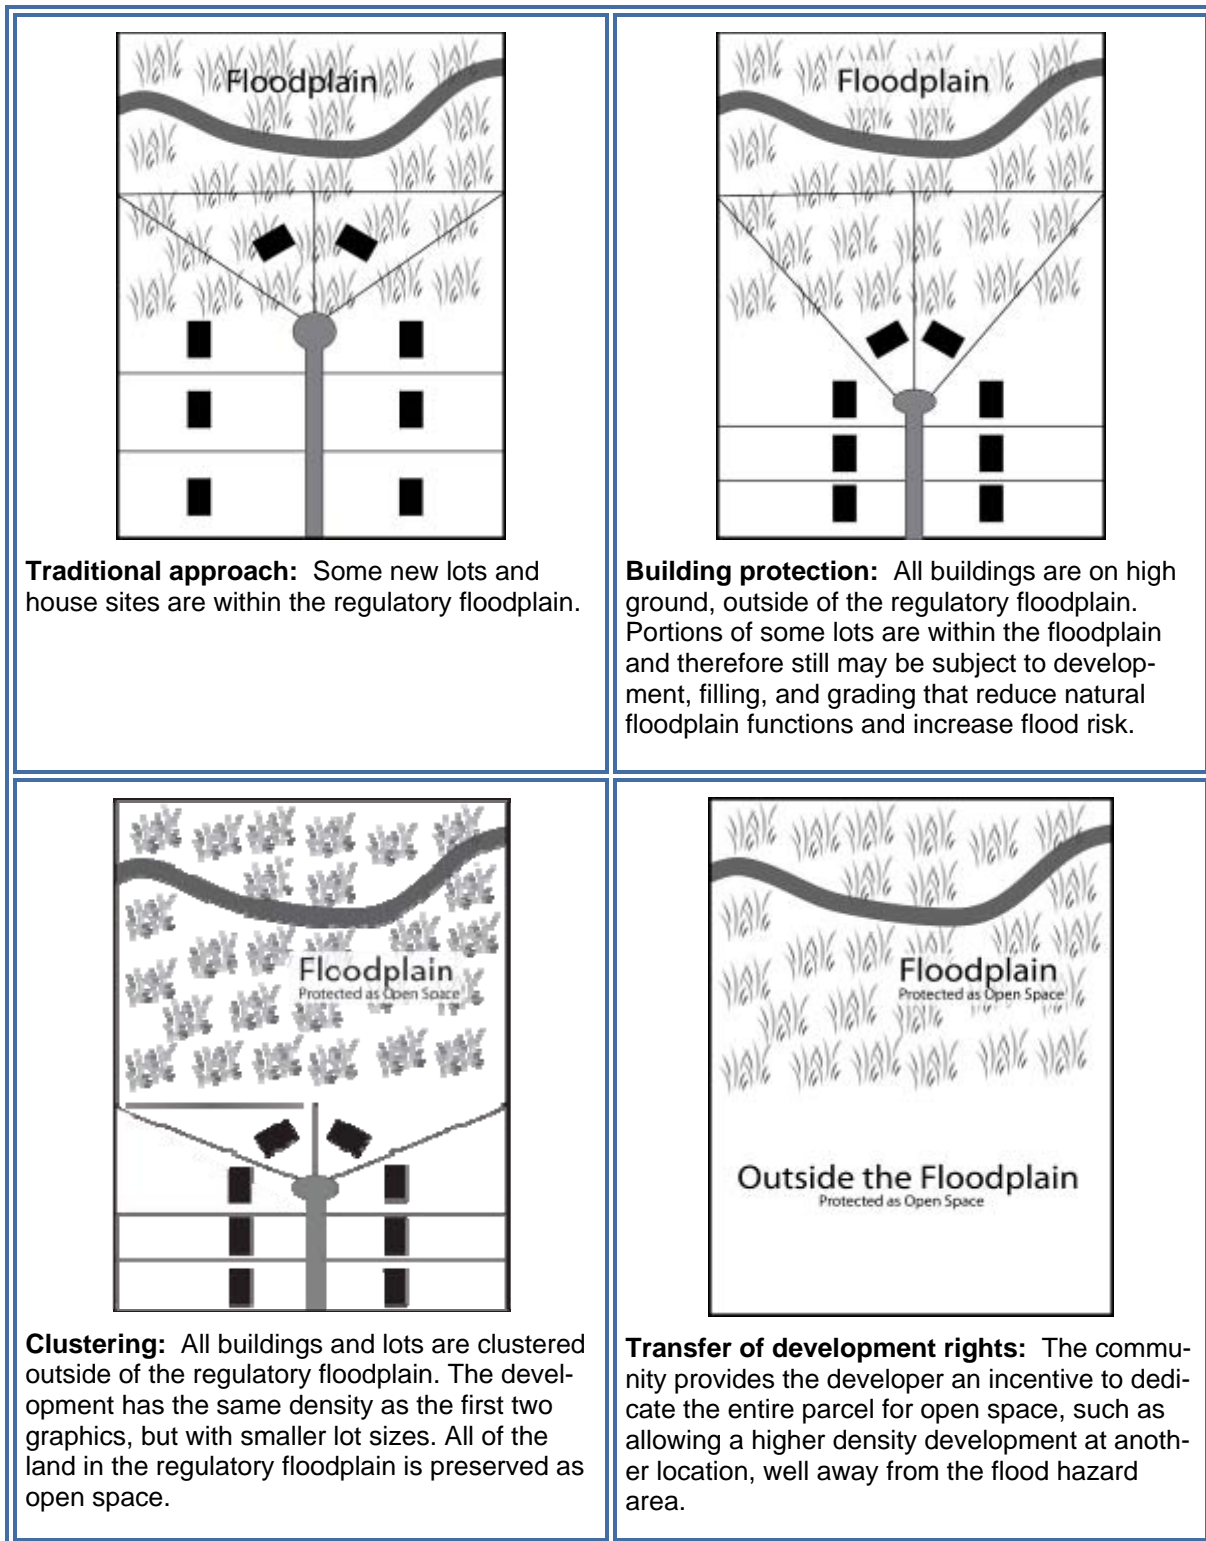 Floodplain
Traditional approach:  Some new lots and
house sites are within the regulatory floodplain.
Floodplain
Building protection:  All buildings are on high
ground, outside of the regulatory floodplain.
Portions of some lots are within the floodplain
and therefore still may be subject to develop-
ment, filling, and grading that reduce natural
floodplain functions and increase flood risk.
Floodplain
Protected as Open Space
Clustering:  All buildings and lots are clustered
outside of the regulatory floodplain. The devel-
opment has the same density as the first two
graphics, but with smaller lot sizes. All of the
land in the regulatory floodplain is preserved as
open space.
Floodplain
Protected as Open Space
Outside the Floodplain
Protected as Open Space
Transfer of development rights:  The commu-
nity provides the developer an incentive to dedi-
cate the entire parcel for open space, such as
allowing a higher density development at anoth-
er location, well away from the flood hazard
area.